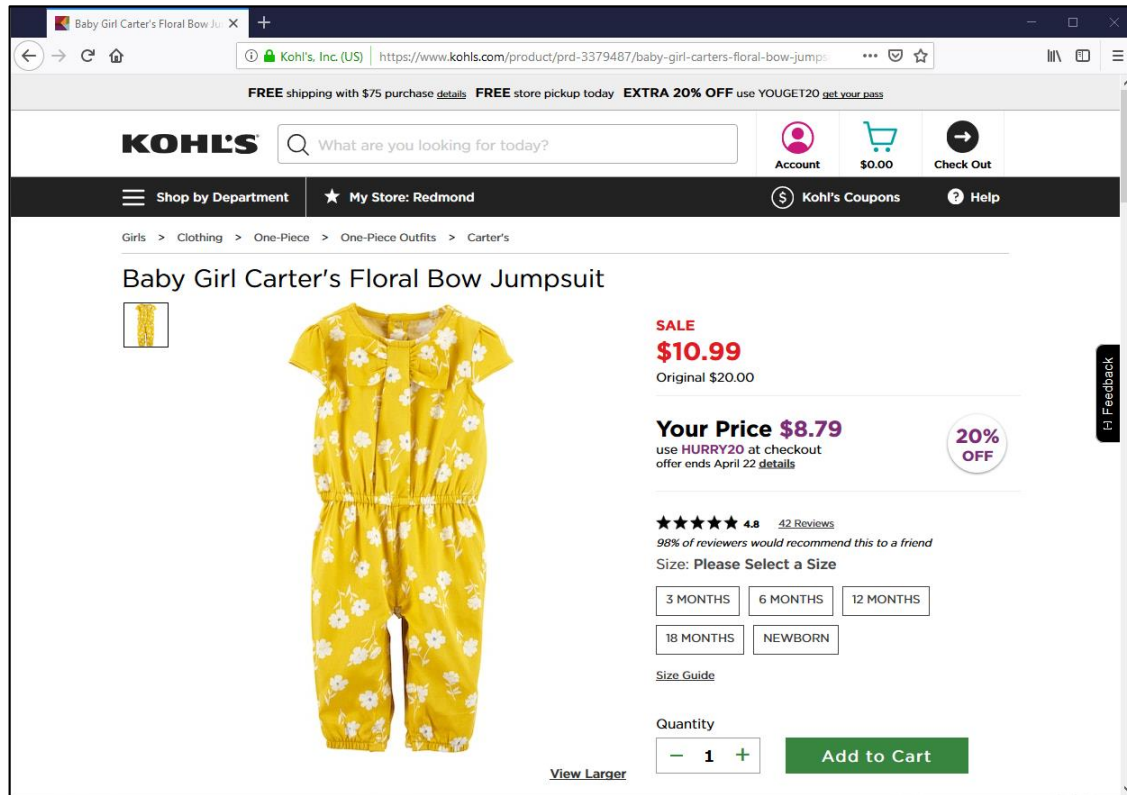 Baby Girl Carter's Floral Bow Ju
Kohl's, Inc. (US) https://www.kohls.com/product/prd-3379487/baby-girl-carters-floral-bow-jumps
FREE shipping with $75 purchase details FREE store pickup today EXTRA 20% OFF use YOUGET20 get your pass
KOHL'S What are you looking for today?
Account $0.00 Check Out
Shop by Department My Store: Redmond Kohl's Coupons Help
Girls > Clothing > One-Piece > One-Piece Outfits > Carter's
Baby Girl Carter's Floral Bow Jumpsuit
SALE
$10.99
Original $20.00
[-] Feedback
Your Price $8.79
use HURRY20 at checkout
offer ends April 22 details
20%
OFF
4.8 42 Reviews
98% of reviewers would recommend this to a friend
Size: Please Select a Size
3 MONTHS 6 MONTHS 12 MONTHS
18 MONTHS NEWBORN
Size Guide
Quantity
− 1 + Add to Cart
View Larger